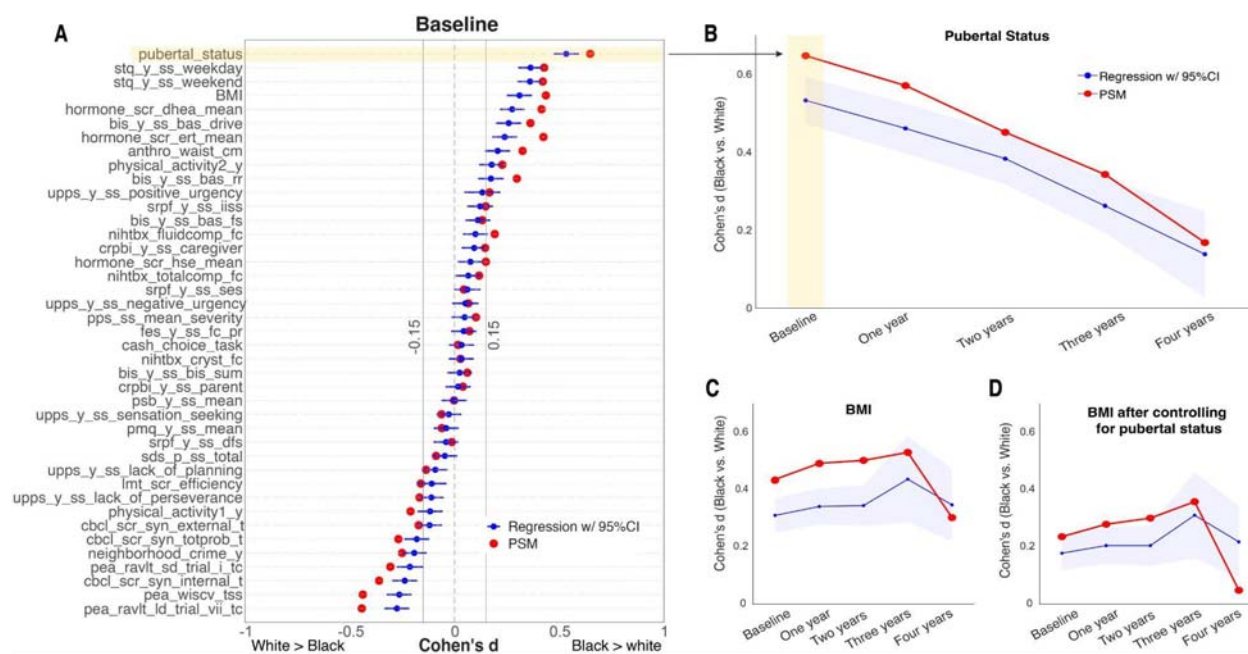 A
Baseline
pubertal_status
stq_y_ss_weekday
stq_y_ss_weekend
BMI
hormone_scr_dhea_mean
bis_y_ss_bas_drive
hormone_scr_ert_mean
anthro_waist_cm
physical_activity2_y
bis_y_ss_bas_rr
upps_y_ss_positive_urgency
srpf_y_ss_iiss
bis_y_ss_bas_fs
nihtbx_fluidcomp_fc
crpbi_y_ss_caregiver
hormone_scr_hse_mean
nihtbx_totalcomp_fc
srpf_y_ss_ses
upps_y_ss_negative_urgency
pps_ss_mean_severity
fes_y_ss_fc_pr
cash_choice_task
nihtbx_cryst_fc
bis_y_ss_bis_sum
crpbi_y_ss_parent
psb_y_ss_mean
upps_y_ss_sensation_seeking
pmq_y_ss_mean
srpf_y_ss_dfs
sds_p_ss_total
upps_y_ss_lack_of_planning
lmt_scr_efficiency
upps_y_ss_lack_of_perseverance
physical_activity1_y
cbcl_scr_syn_external_t
cbcl_scr_syn_totprob_t
neighborhood_crime_y
pea_ravlt_sd_trial_i_tc
cbcl_scr_syn_internal_t
pea_wiscv_tss
pea_ravlt_ld_trial_vii_tc
-0.15
0.15
Regression w/ 95%CI
PSM
-1 -0.5 0 0.5 1
White > Black Cohen's d Black > white
B
Pubertal Status
Regression w/ 95%CI
PSM
Cohen's d (Black vs. White)
0.6
0.4
0.2
0
Baseline One year Two years Three years Four years
C
BMI
Cohen's d (Black vs. White)
0.6
0.4
0.2
0
Baseline One year Two years Three years Four years
D
BMI after controlling
for pubertal status
Cohen's d (Black vs. White)
0.6
0.4
0.2
0
Baseline One year Two years Three years Four years